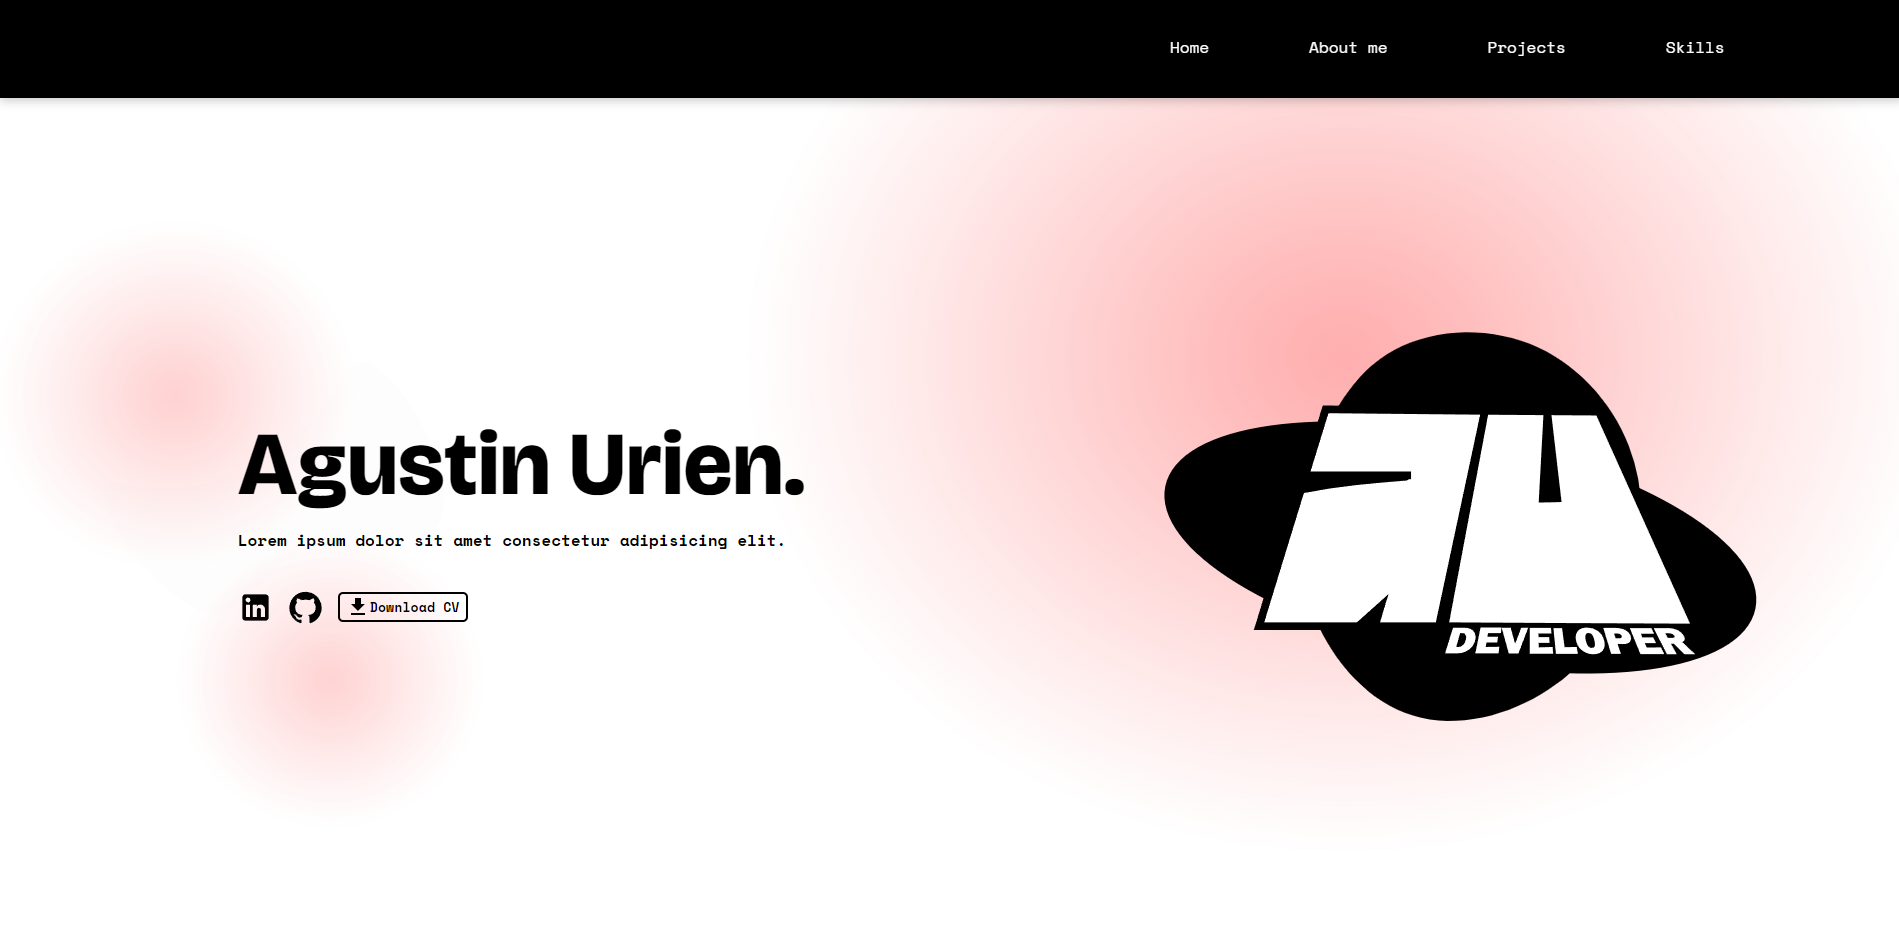 Home About me Projects Skills
Agustin Urien.
Lorem ipsum dolor sit amet consectetur adipisicing elit.
Download CV
AU
DEVELOPER